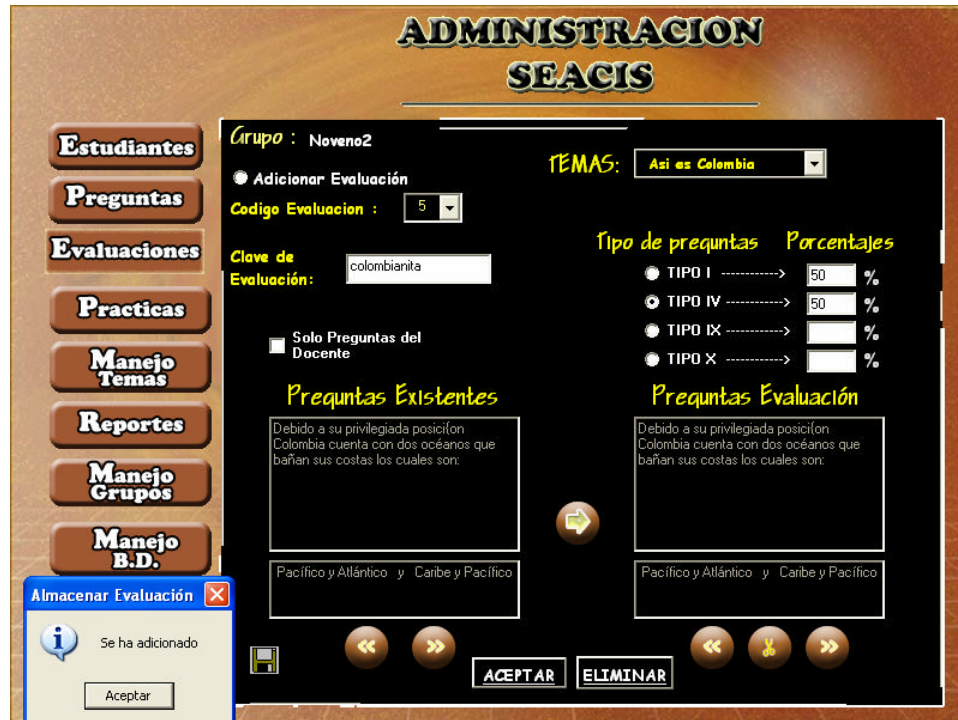 ADMINISTRACION
SEACIS
Estudiantes
Preguntas
Evaluaciones
Practicas
Manejo
Temas
Reportes
Manejo
Grupos
Manejo
B.D.
Grupo : Noveno2
TEMAS: Asi es Colombia
Adicionar Evaluación
Codigo Evaluacion : 5
Clave de
Evaluación: colombianita
Tipo de preguntas Porcentajes
TIPO I ------------> 50 %
TIPO IV ------------> 50 %
TIPO IX ------------> %
TIPO X ------------> %
Solo Preguntas del
Docente
Preguntas Existentes
Debido a su privilegiada posici(on
Colombia cuenta con dos océanos que
bañan sus costas los cuales son:
Pacífico y Atlántico y Caribe y Pacífico
Preguntas Evaluación
Debido a su privilegiada posici(on
Colombia cuenta con dos océanos que
bañan sus costas los cuales son:
Pacífico y Atlántico y Caribe y Pacífico
ACEPTAR ELIMINAR
Almacenar Evaluación
Se ha adicionado
Aceptar